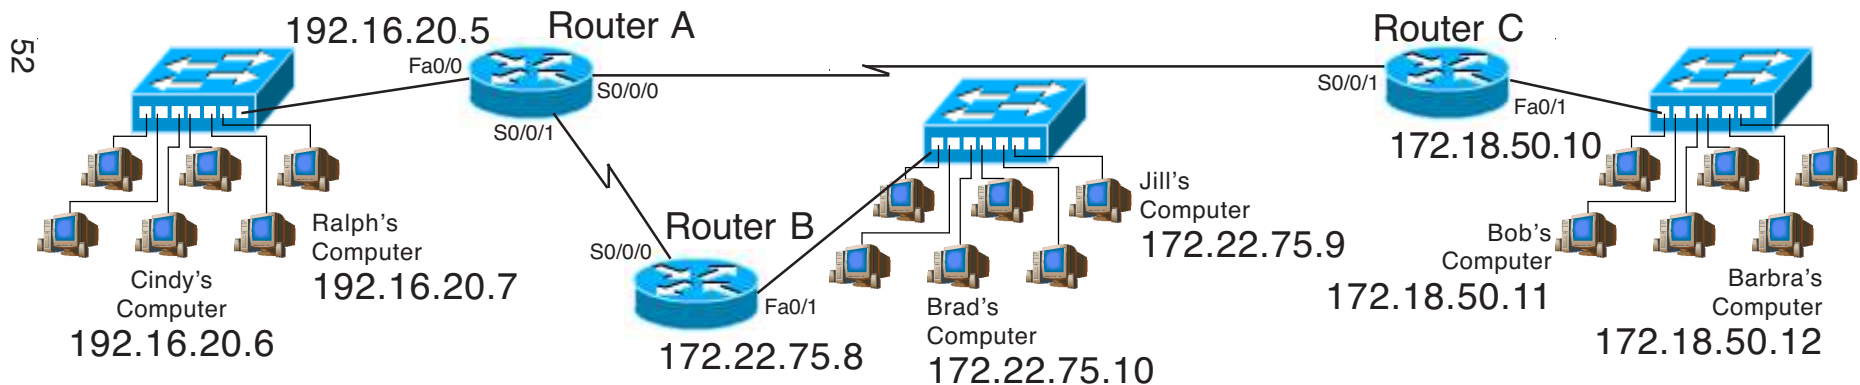 52
192.16.20.5
Router A
Fa0/0
S0/0/0
S0/0/1
Router C
S0/0/1
Fa0/1
172.18.50.10
Ralph's
Computer
192.16.20.7
Cindy's
Computer
192.16.20.6
Router B
S0/0/0
Fa0/1
172.22.75.8
Jill's
Computer
172.22.75.9
Brad's
Computer
172.22.75.10
Bob's
Computer
172.18.50.11
Barbra's
Computer
172.18.50.12